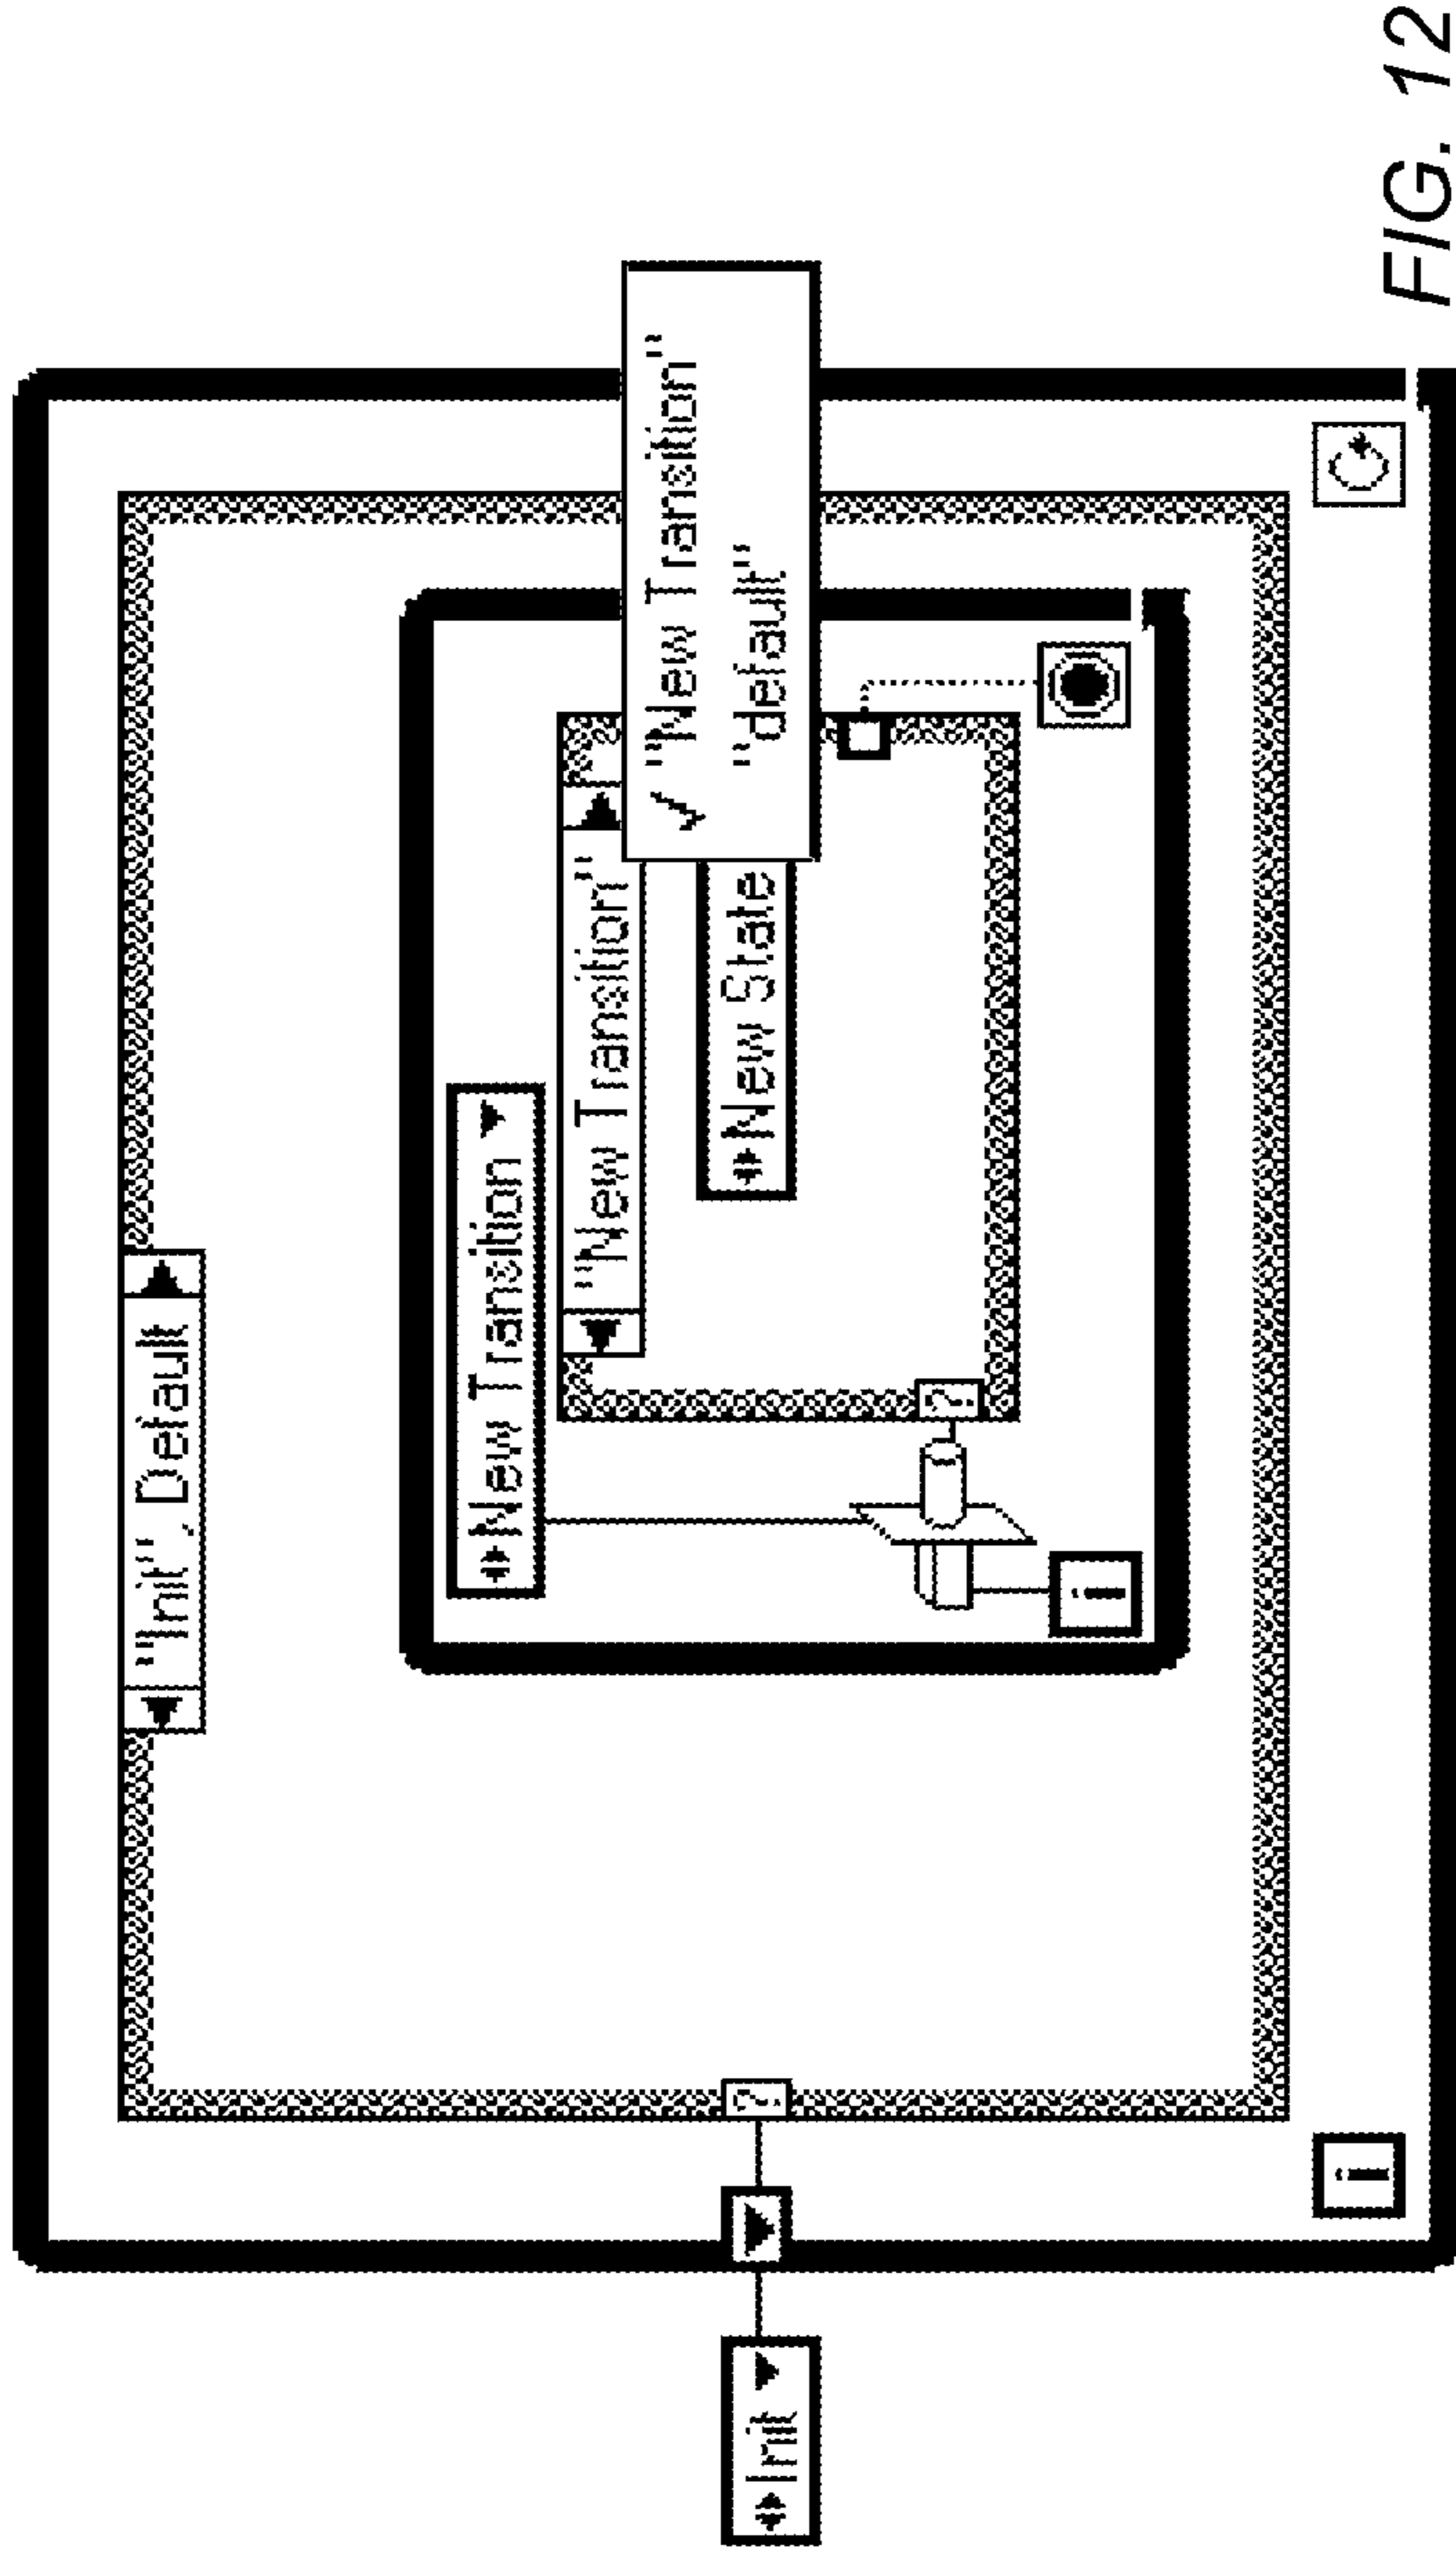 "Init", Default
New Transition
"New Transition"
√ "New Transition"
"default"
New State
?
i
?
Init
i
FIG. 12